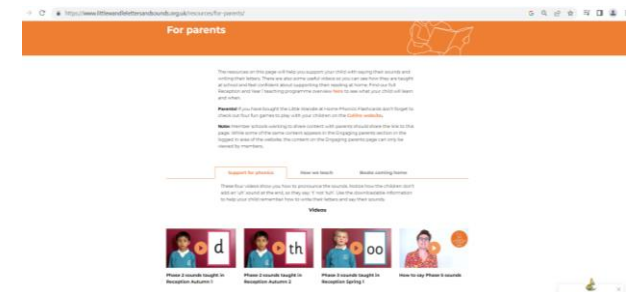 https://www.littlewandlelettersandsounds.org.uk/resources/for-parents/
For parents
The resources on this page will help you support your child with saying their sounds and
writing their letters. There are also some useful videos so you can see how they are taught
at school and feel confident about supporting their reading at home. Find our full
Reception and Year 1 teaching programme overview here to see what your child will learn
and when.
Parents! If you have bought the Little Wandle at Home Phonics Flashcards don't forget to
check out four fun games to play with your children on the Collins website.
Note: member schools wanting to share content with parents should share the link to this
page. While some of the same content appears in the Engaging parents section in the
logged in area of the website, the content on the Engaging parents page can only be
viewed by members.
Support for phonics
How we teach
Books coming home
These four videos show you how to pronounce the sounds. Notice how the children don't
add an 'uh' sound at the end, so they say: 't' not 'tuh'. Use the downloadable information
to help your child remember how to write their letters and say their sounds.
Videos
d
th
oo
Phase 2 sounds taught in
Reception Autumn 1
Phase 2 sounds taught in
Reception Autumn 2
Phase 3 sounds taught in
Reception Spring 1
How to say Phase 5 sounds